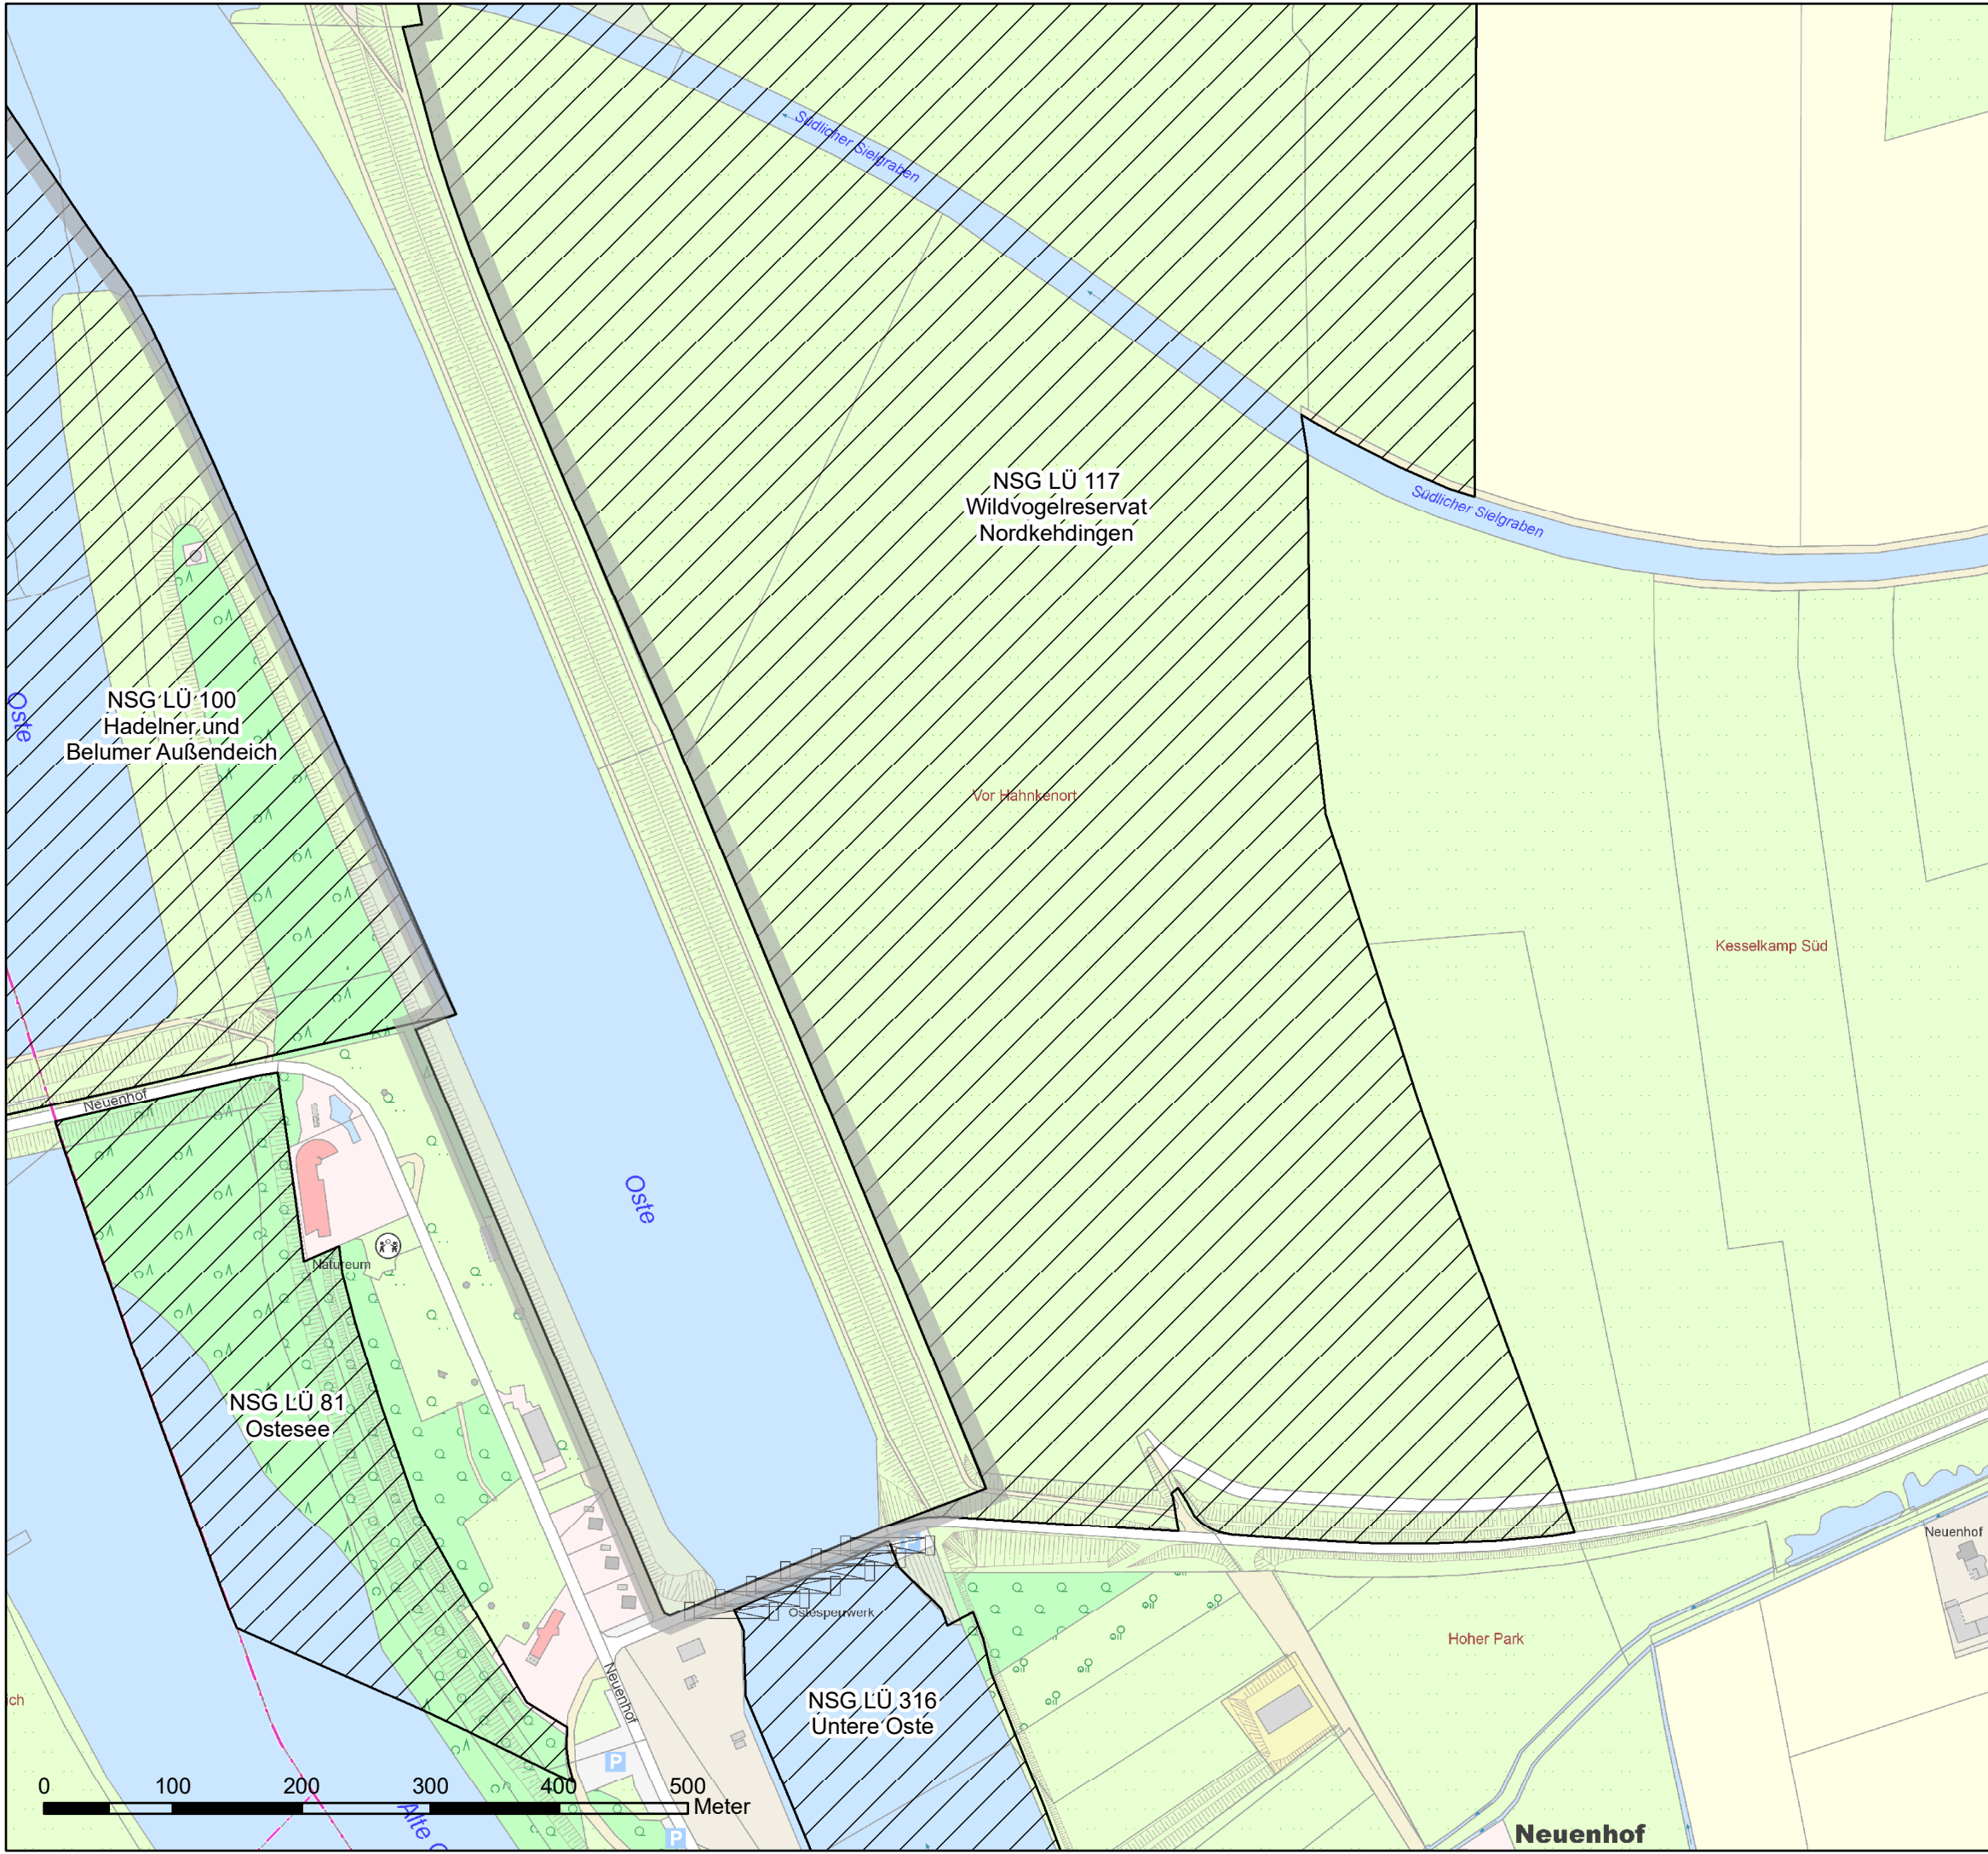 Südlicher Sielgraben
NSG LÜ 117
Wildvogelreservat
Nordkehdingen
Südlicher Sielgraben
Oste
NSG LÜ 100
Hadelner und
Belumer Außendeich
Vor Hahnkenort
Kesselkamp Süd
Neuenhof
Oste
Natureum
NSG LÜ 81
Ostesee
P
Ostesperrwerk
Neuenhof
Hoher Park
Neuenhof
NSG LÜ 316
Untere Oste
ich
P
0 100 200 300 400 500
Meter
Alte O
P
Neuenhof